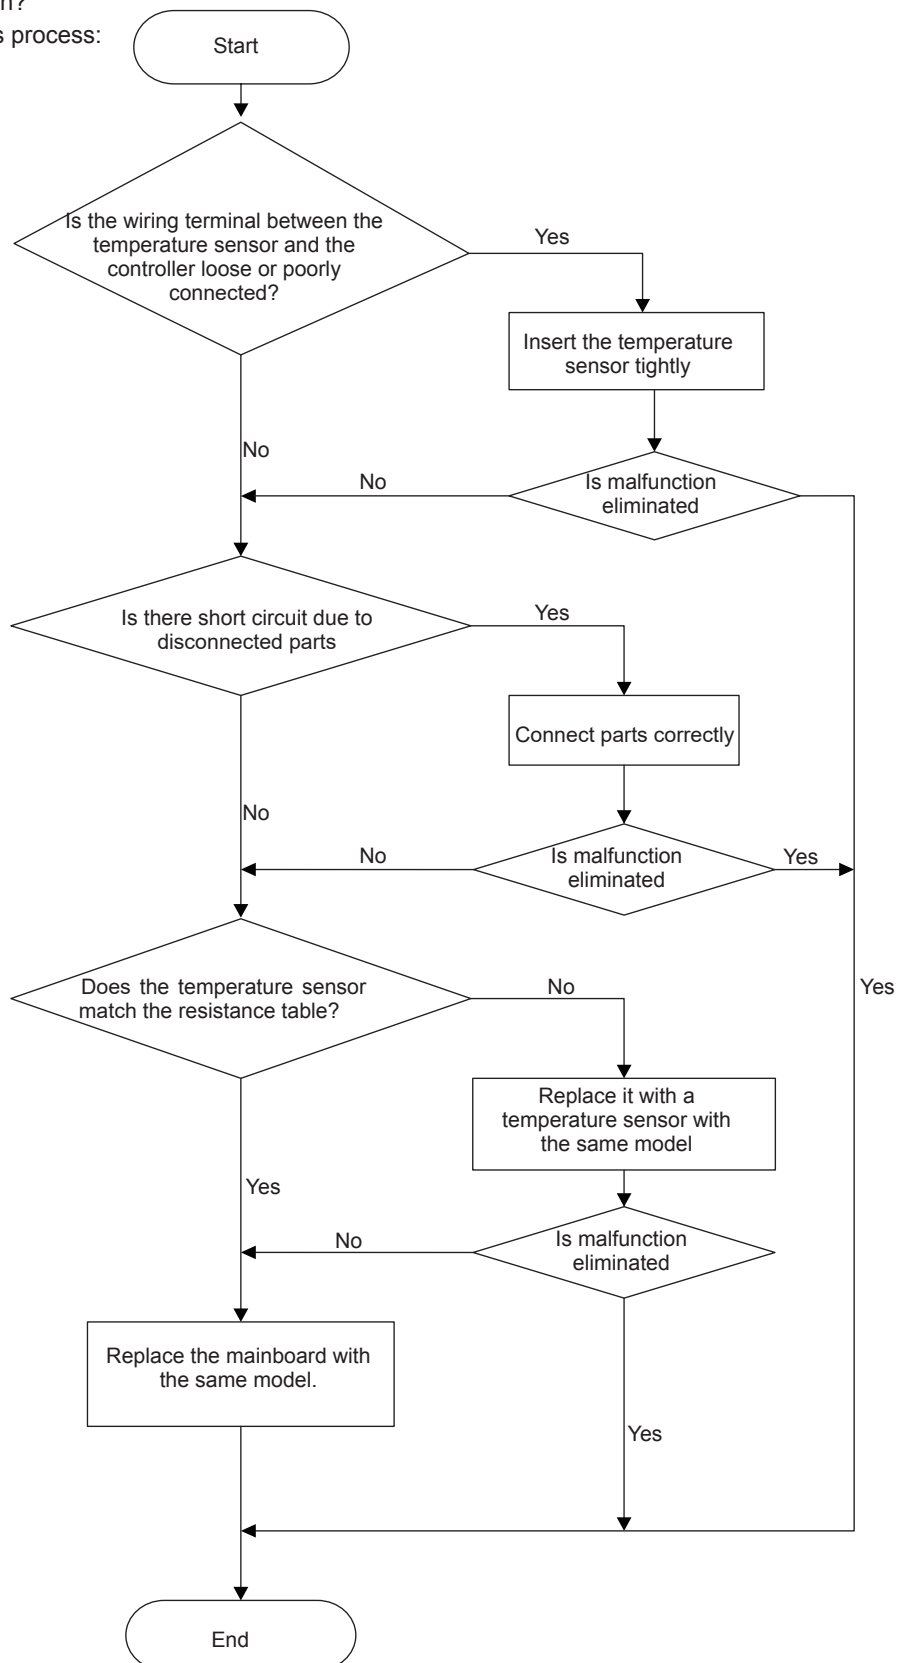 s process:
Start
Is the wiring terminal between the
temperature sensor and the
controller loose or poorly
connected?
Yes
Insert the temperature
sensor tightly
No
No
Is malfunction
eliminated
Is there short circuit due to
disconnected parts
Yes
Connect parts correctly
No
No
Is malfunction
eliminated
Yes
Does the temperature sensor
match the resistance table?
No
Yes
Replace it with a
temperature sensor with
the same model
Yes
No
Is malfunction
eliminated
Replace the mainboard with
the same model.
Yes
End